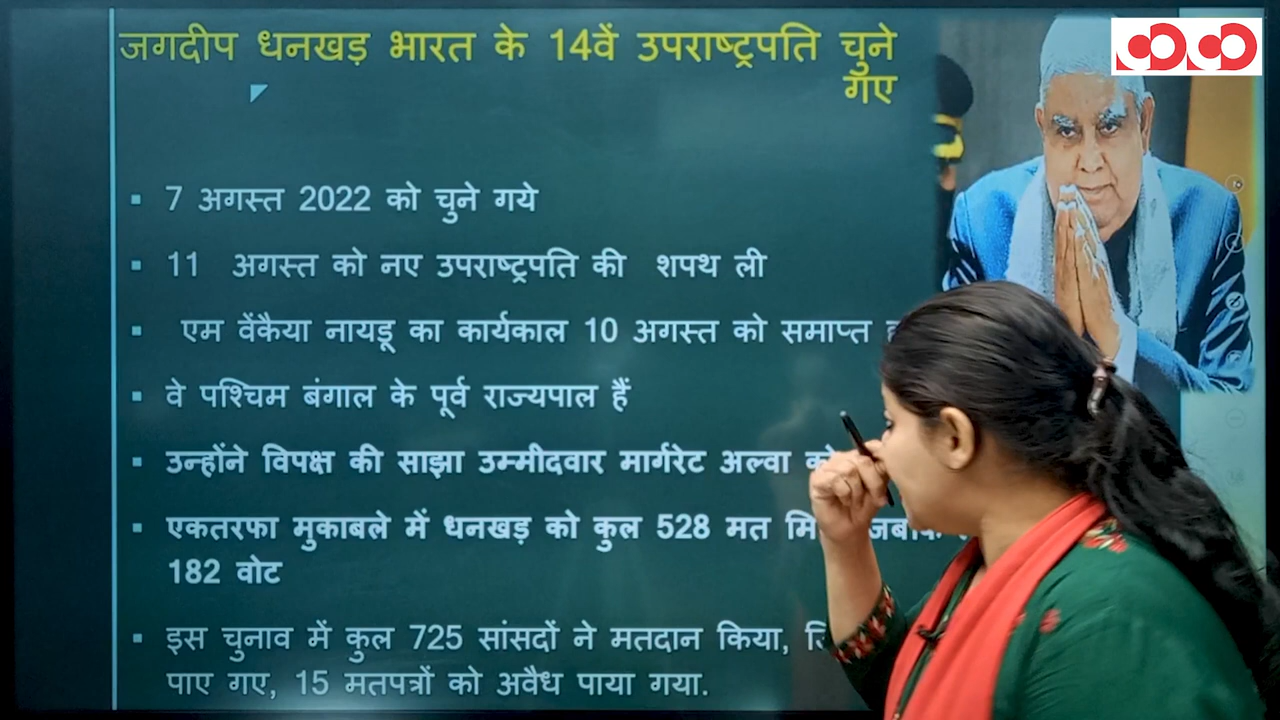 जगदीप धनखड़ भारत के 14वें उपराष्ट्रपति चुने
गए
▪ 7 अगस्त 2022 को चुने गये
▪ 11 अगस्त को नए उपराष्ट्रपति की शपथ ली
▪ एम वेंकैया नायडू का कार्यकाल 10 अगस्त को समाप्त
▪ वे पश्चिम बंगाल के पूर्व राज्यपाल हैं
▪ उन्होंने विपक्ष की साझा उम्मीदवार मार्गरेट अल्वा
▪ एकतरफा मुकाबले में धनखड़ को कुल 528 मत
182 वोट
▪ इस चुनाव में कुल 725 सांसदों ने मतदान किया,
पाए गए, 15 मतपत्रों को अवैध पाया गया.